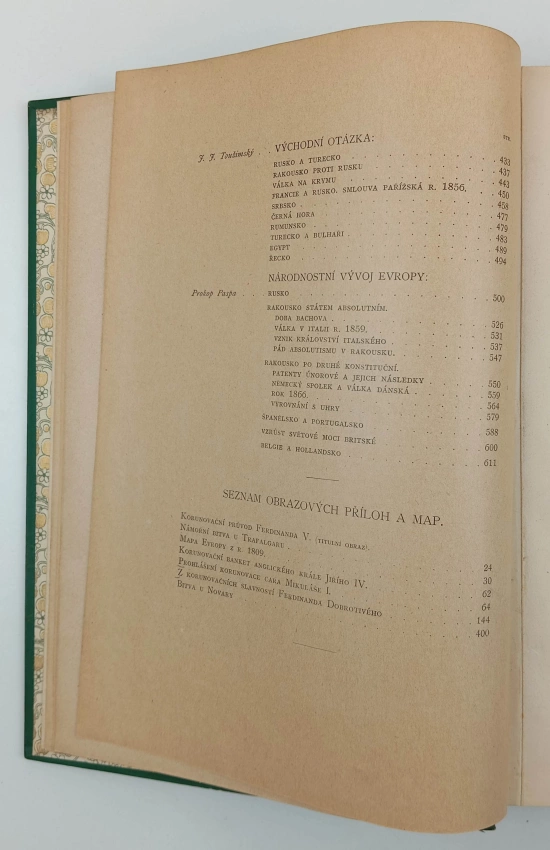 STR.
J. J. Toužimský . . VÝCHODNÍ OTÁZKA:
RUSKO A TURECKO . . . 433
RAKOUSKO PROTI RUSKU . . . 437
VÁLKA NA KRYMU . . . 443
FRANCIE A RUSKO. SMLOUVA PAŘÍŽSKÁ R. 1856. . . 450
SRBSKO . . . 458
ČERNÁ HORA . . . 477
RUMUNSKO . . . 479
TURECKO A BULHAŘI . . . 483
EGYPT . . . 489
ŘECKO . . . 494
NÁRODNOSTNÍ VÝVOJ EVROPY:
Prokop Paspa . . . RUSKO . . . 500
RAKOUSKO STÁTEM ABSOLUTNÍM.
DOBA BACHOVA . . . 526
VÁLKA V ITALII R. 1859. . . 531
VZNIK KRÁLOVSTVÍ ITALSKÉHO . . . 537
PÁD ABSOLUTISMU V RAKOUSKU. . . 547
RAKOUSKO PO DRUHÉ KONSTITUČNÍ.
PATENTY ÚNOROVÉ A JEJICH NÁSLEDKY . . . 550
NĚMECKÝ SPOLEK A VÁLKA DÁNSKÁ . . . 559
ROK 1866. . . 564
VYROVNÁNÍ S UHRY . . . 579
ŠPANĚLSKO A PORTUGALSKO . . . 588
VZRŮST SVĚTOVÉ MOCI BRITSKÉ . . . 600
BELGIE A HOLLANDSKO . . . 611
SEZNAM OBRAZOVÝCH PŘÍLOH A MAP.
KORUNOVAČNÍ PRŮVOD FERDINANDA V. (TITULNÍ OBRAZ).
NÁMOŘNÍ BITVA U TRAFALGARU . . . 24
MAPA EVROPY Z R. 1809. . . 30
KORUNOVAČNÍ BANKET ANGLICKÉHO KRÁLE JIŘÍHO IV. . . 62
PROHLÁŠENÍ KORUNOVACE CARA MIKULÁŠE I. . . 64
Z KORUNOVAČNÍCH SLAVNOSTÍ FERDINANDA DOBROTIVÉHO . . . 144
BITVA U NOVARY . . . 400